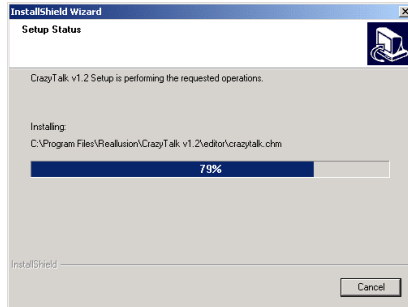 InstallShield Wizard
Setup Status
CrazyTalk v1.2 Setup is performing the requested operations.
Installing:
C:\Program Files\Reallusion\CrazyTalk v1.2\editor\crazytalk.chm
79%
InstallShield
Cancel